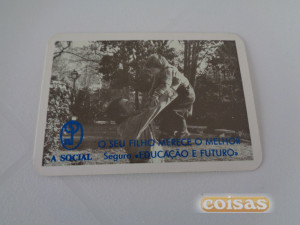 O SEU FILHO MERECE O MELHOR
A SOCIAL Seguro «EDUCAÇÃO E FUTURO»
coisas